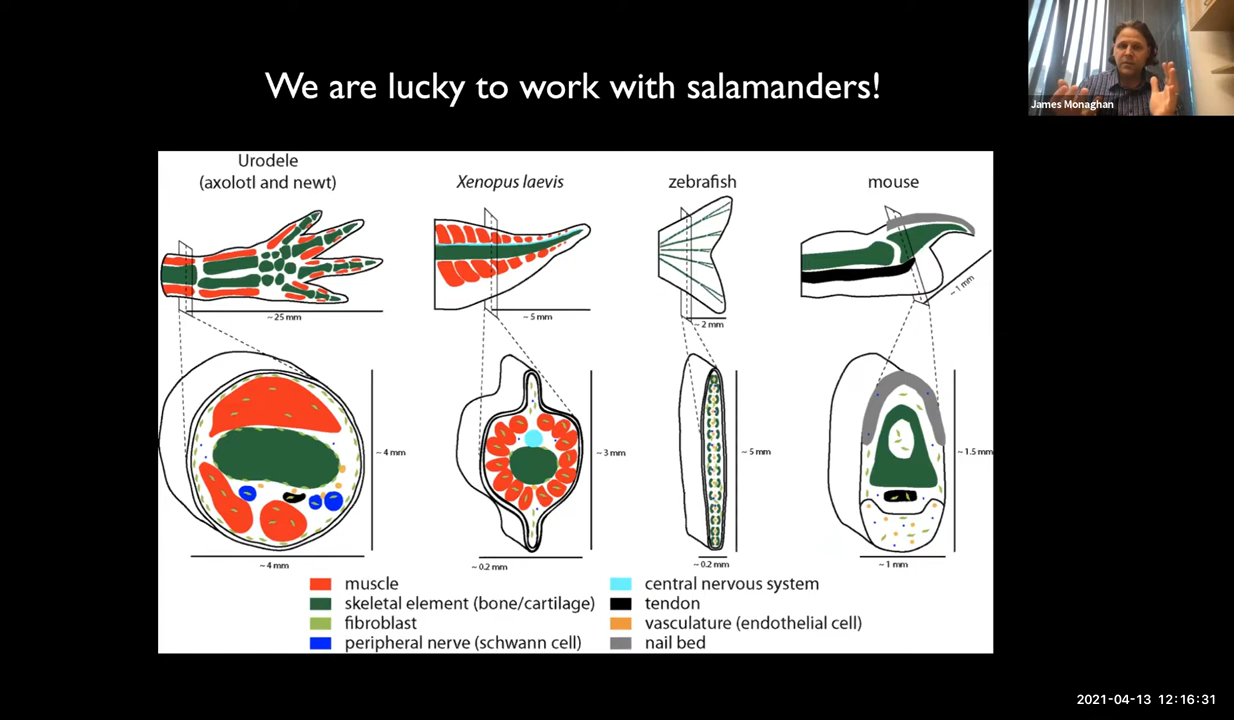 James Monaghan
We are lucky to work with salamanders!
Urodele
(axolotl and newt)
Xenopus laevis
zebrafish
mouse
~ 25 mm
~ 5 mm
~ 2 mm
~ 1 mm
~ 4 mm
~ 3 mm
~ 5 mm
~ 1.5 mm
~ 4 mm
~ 0.2 mm
~ 0.2 mm
~ 1 mm
muscle
skeletal element (bone/cartilage)
fibroblast
peripheral nerve (schwann cell)
central nervous system
tendon
vasculature (endothelial cell)
nail bed
2021-04-13 12:16:31